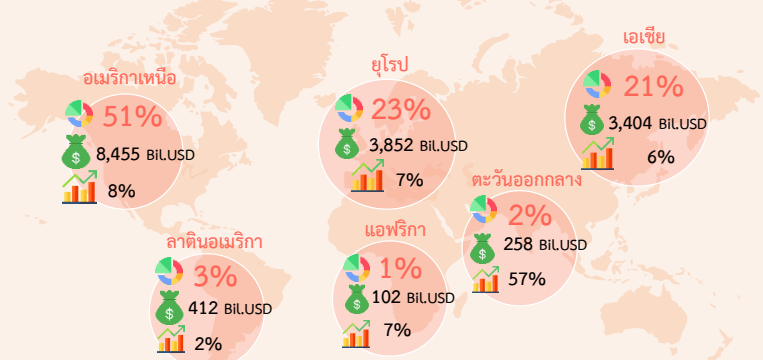 อเมริกาเหนือ
51%
8,455 Bil.USD
8%
ยุโรป
23%
3,852 Bil.USD
7%
เอเชีย
21%
3,404 Bil.USD
6%
ตะวันออกกลาง
2%
258 Bil.USD
57%
ลาตินอเมริกา
3%
412 Bil.USD
2%
แอฟริกา
1%
102 Bil.USD
7%